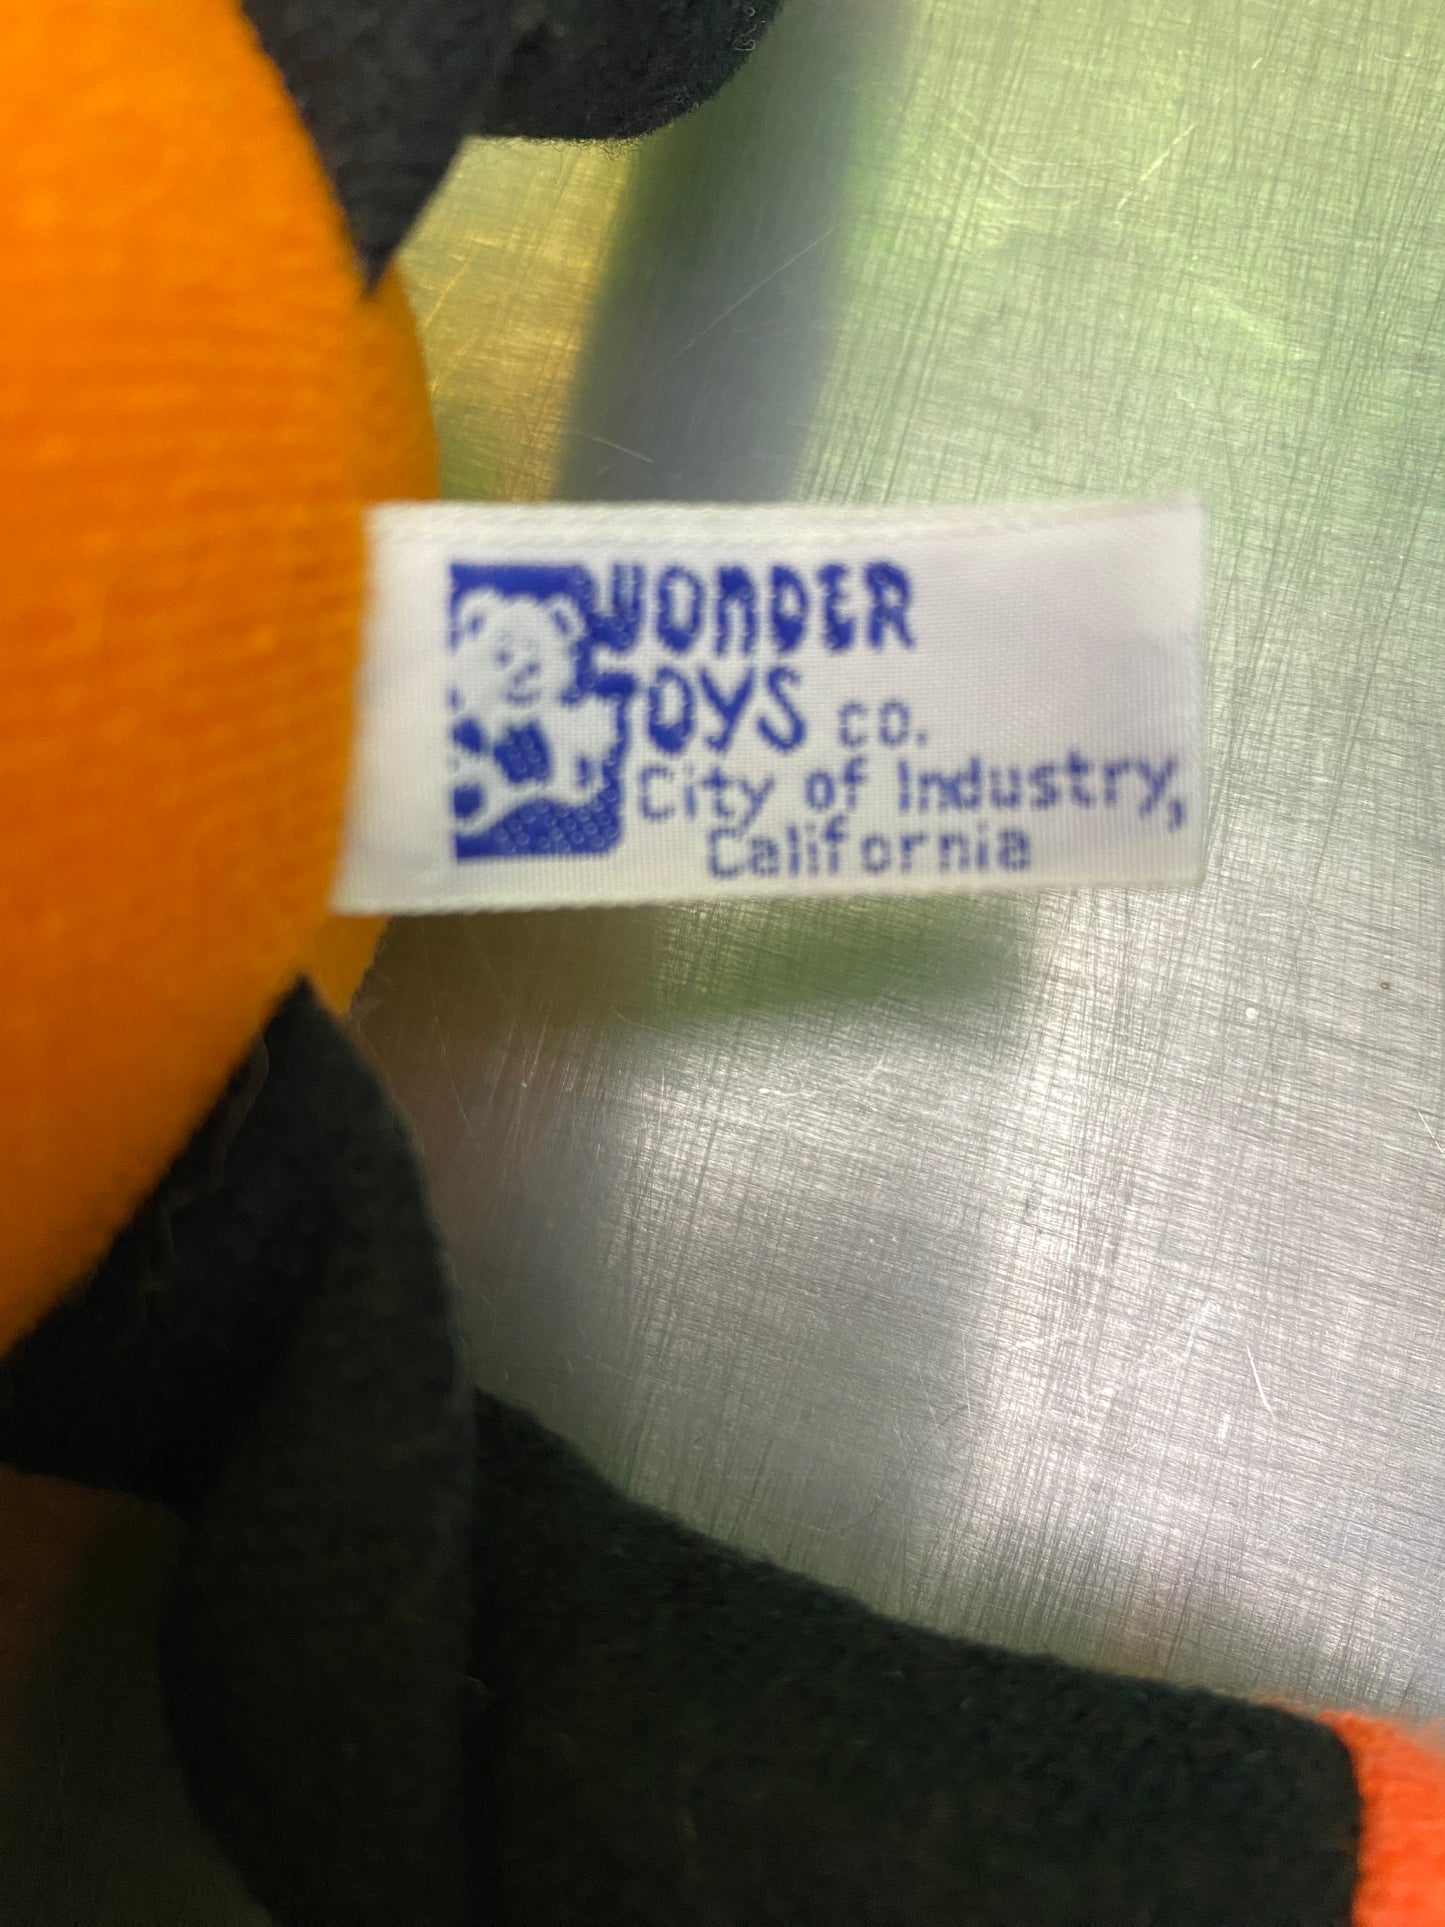 WONDER
TOYS CO.
City of Industry,
California